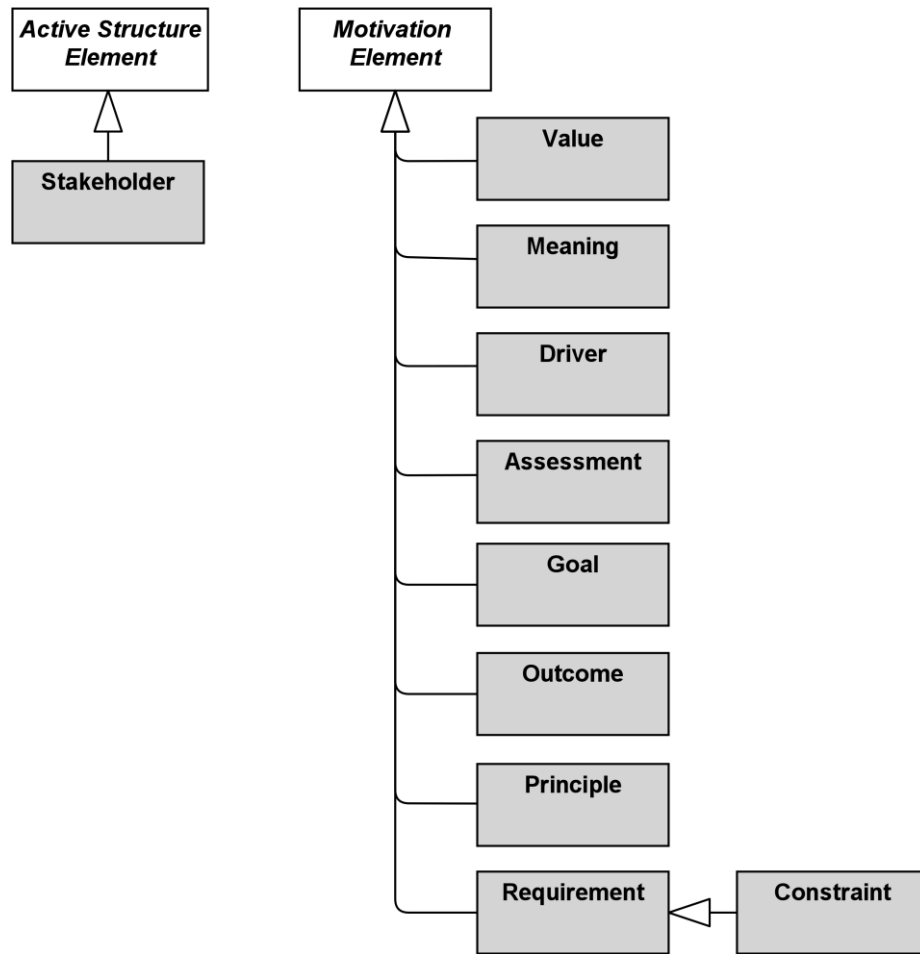 Active Structure
Element
Motivation
Element
Stakeholder
Value
Meaning
Driver
Assessment
Goal
Outcome
Principle
Requirement
Constraint